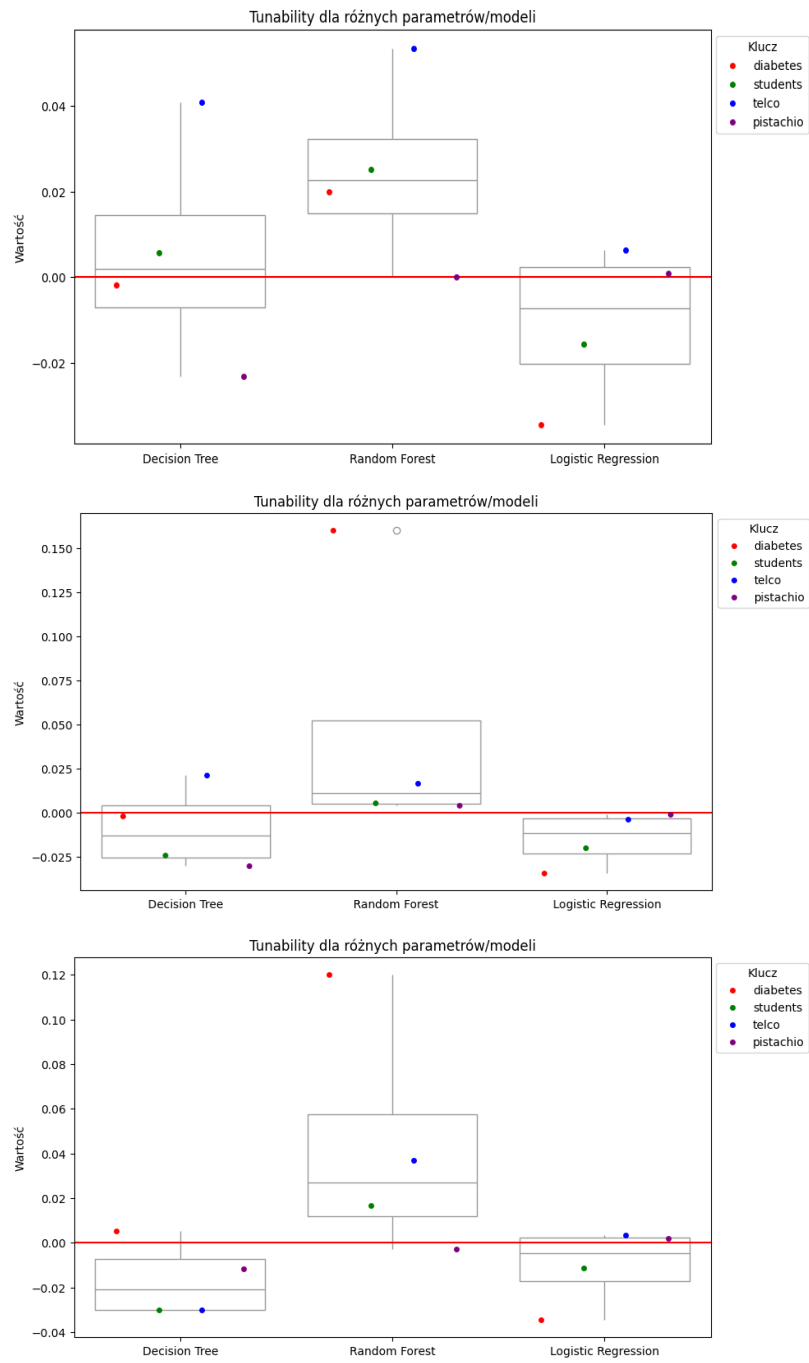 Tunability dla różnych parametrów/modeli
Klucz
diabetes
students
telco
pistachio
Wartość
0.04
0.02
0.00
−0.02
Decision Tree
Random Forest
Logistic Regression
Tunability dla różnych parametrów/modeli
Klucz
diabetes
students
telco
pistachio
Wartość
0.150
0.125
0.100
0.075
0.050
0.025
0.000
−0.025
Decision Tree
Random Forest
Logistic Regression
Tunability dla różnych parametrów/modeli
Klucz
diabetes
students
telco
pistachio
Wartość
0.12
0.10
0.08
0.06
0.04
0.02
0.00
−0.02
−0.04
Decision Tree
Random Forest
Logistic Regression